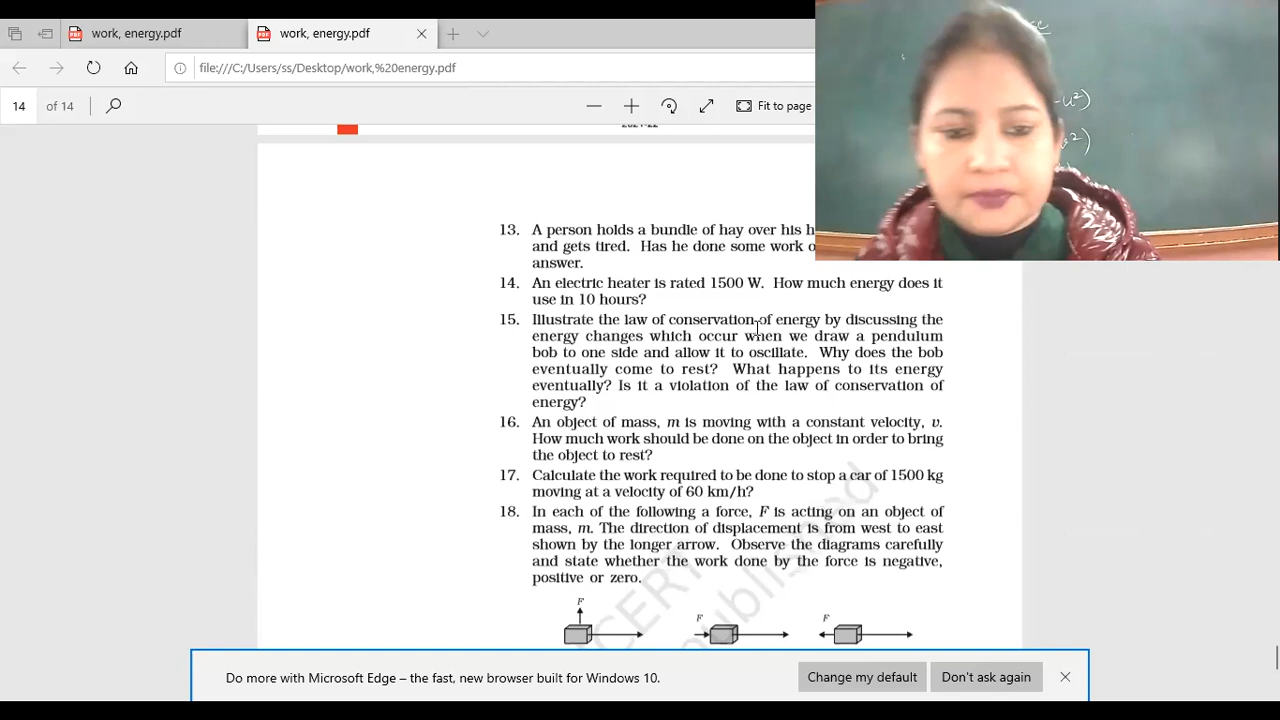 work, energy.pdf
work, energy.pdf
file:///C:/Users/ss/Desktop/work,%20energy.pdf
14 of 14
Fit to page
2021-22
-u²)
13. A person holds a bundle of hay over his h
and gets tired. Has he done some work o
answer.
14. An electric heater is rated 1500 W. How much energy does it
use in 10 hours?
15. Illustrate the law of conservation of energy by discussing the
energy changes which occur when we draw a pendulum
bob to one side and allow it to oscillate. Why does the bob
eventually come to rest? What happens to its energy
eventually? Is it a violation of the law of conservation of
energy?
16. An object of mass, m is moving with a constant velocity, v.
How much work should be done on the object in order to bring
the object to rest?
17. Calculate the work required to be done to stop a car of 1500 kg
moving at a velocity of 60 km/h?
18. In each of the following a force, F is acting on an object of
mass, m. The direction of displacement is from west to east
shown by the longer arrow. Observe the diagrams carefully
and state whether the work done by the force is negative,
positive or zero.
F
F F
Do more with Microsoft Edge – the fast, new browser built for Windows 10.
Change my default
Don't ask again